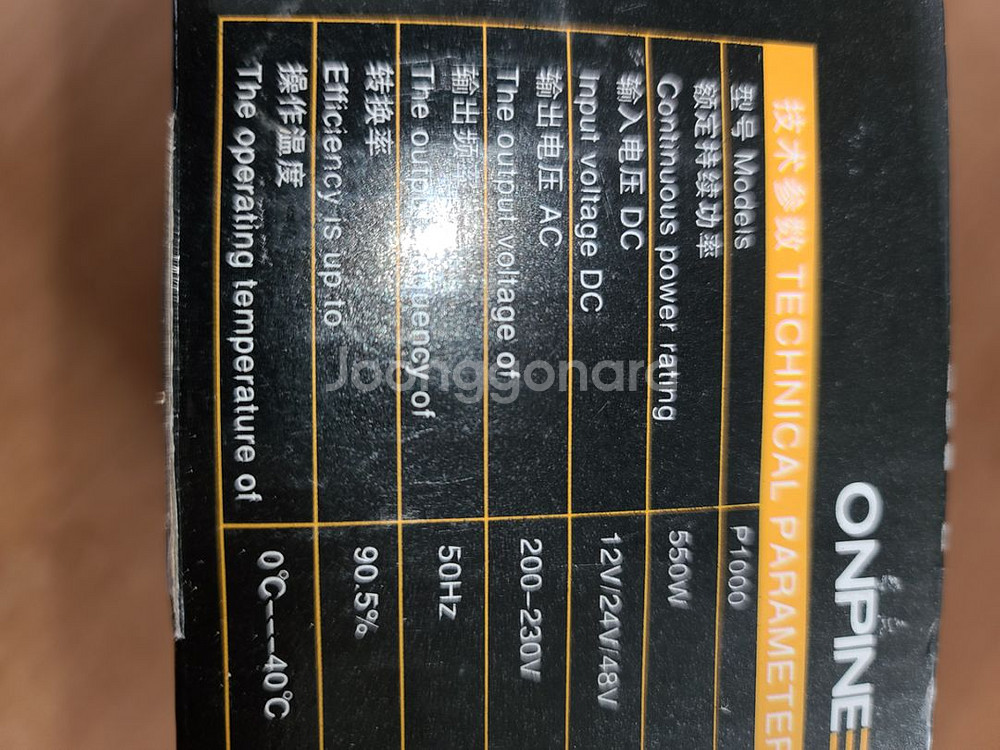 ONPINE
技术参数 TECHNICAL PARAMETER
型号 Models P1000
额定持续功率
Continuous power rating 550W
输入电压 DC
Input voltage DC 12V/24V/48V
输出电压 AC
The output voltage of 200-230V
输出频
The output of 50Hz
转换率
Efficiency is up to 90.5%
操作温度
The operating temperature of 0℃----40℃
Joonggonara